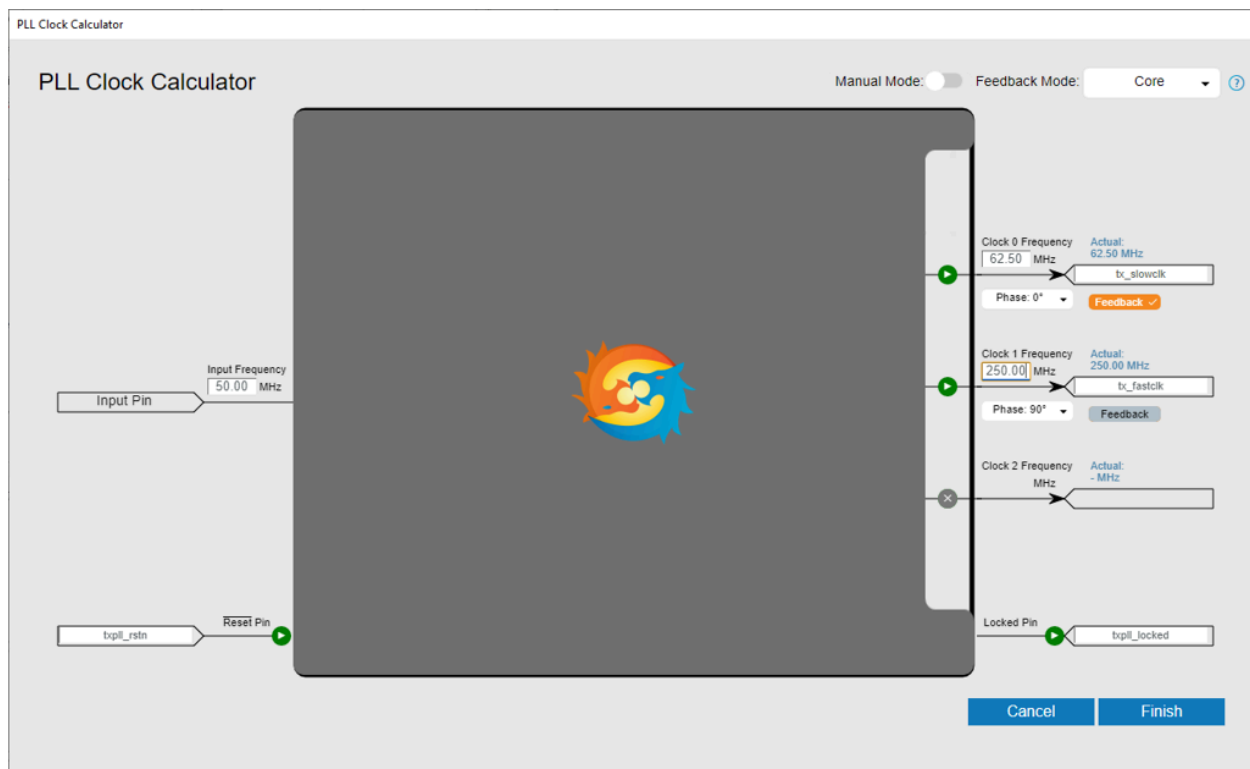 PLL Clock Calculator
PLL Clock Calculator
Manual Mode:
Feedback Mode:
Core
?
Clock 0 Frequency
Actual:
62.50 MHz
62.50 MHz
tx_slowclk
Phase: 0°
Feedback ✓
Clock 1 Frequency
Actual:
250.00 MHz
250.00 MHz
tx_fastclk
Phase: 90°
Feedback
Input Frequency
50.00 MHz
Input Pin
Clock 2 Frequency
Actual:
- MHz
MHz
Reset Pin
txpll_rstn
Locked Pin
txpll_locked
Cancel
Finish